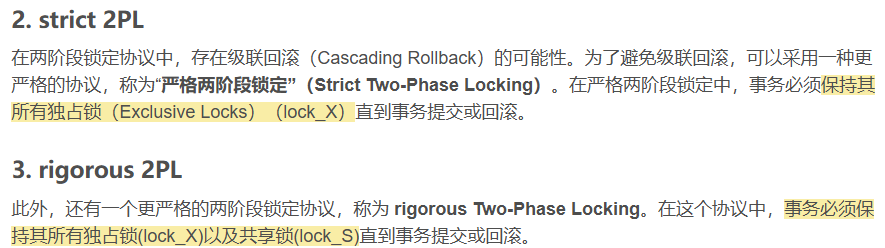 2. strict 2PL
在两阶段锁定协议中，存在级联回滚（Cascading Rollback）的可能性。为了避免级联回滚，可以采用一种更
严格的协议，称为“严格两阶段锁定”（Strict Two-Phase Locking）。在严格两阶段锁定中，事务必须保持其
所有独占锁（Exclusive Locks）（lock_X）直到事务提交或回滚。
3. rigorous 2PL
此外，还有一个更严格的两阶段锁定协议，称为 rigorous Two-Phase Locking。在这个协议中，事务必须保
持其所有独占锁(lock_X)以及共享锁(lock_S)直到事务提交或回滚。